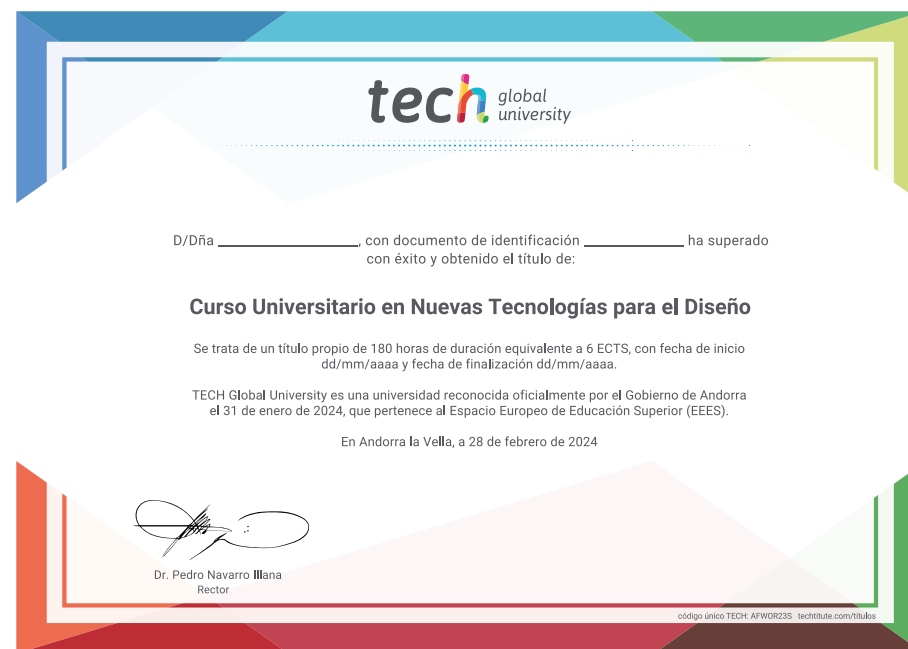 tech global university
D/Dña ____________________, con documento de identificación ______________ ha superado
con éxito y obtenido el título de:
Curso Universitario en Nuevas Tecnologías para el Diseño
Se trata de un título propio de 180 horas de duración equivalente a 6 ECTS, con fecha de inicio
dd/mm/aaaa y fecha de finalización dd/mm/aaaa.
TECH Global University es una universidad reconocida oficialmente por el Gobierno de Andorra
el 31 de enero de 2024, que pertenece al Espacio Europeo de Educación Superior (EEES).
En Andorra la Vella, a 28 de febrero de 2024
Dr. Pedro Navarro Illana
Rector
código único TECH: AFWOR23S techtitute.com/titulos